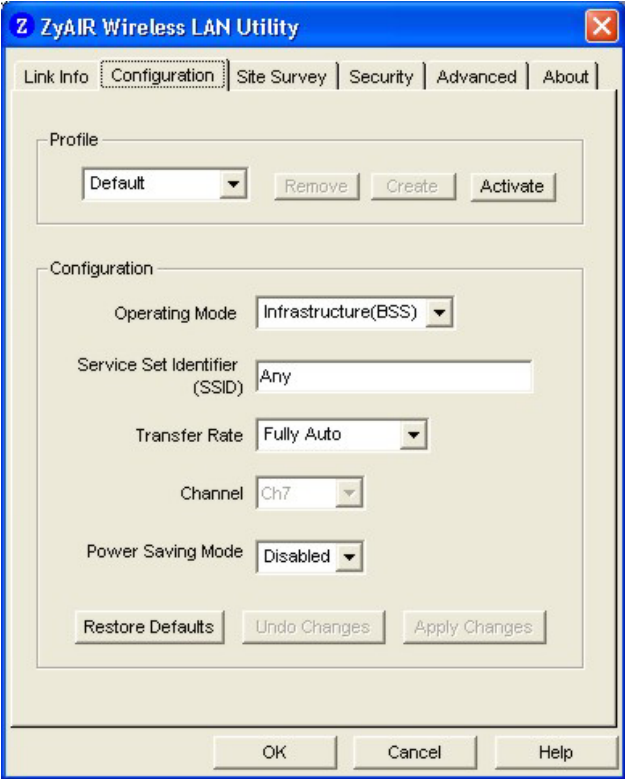 Z ZyAIR Wireless LAN Utility
Link Info Configuration Site Survey Security Advanced About
Profile
Default Remove Create Activate
Configuration
Operating Mode Infrastructure(BSS)
Service Set Identifier
(SSID) Any
Transfer Rate Fully Auto
Channel Ch7
Power Saving Mode Disabled
Restore Defaults Undo Changes Apply Changes
OK Cancel Help